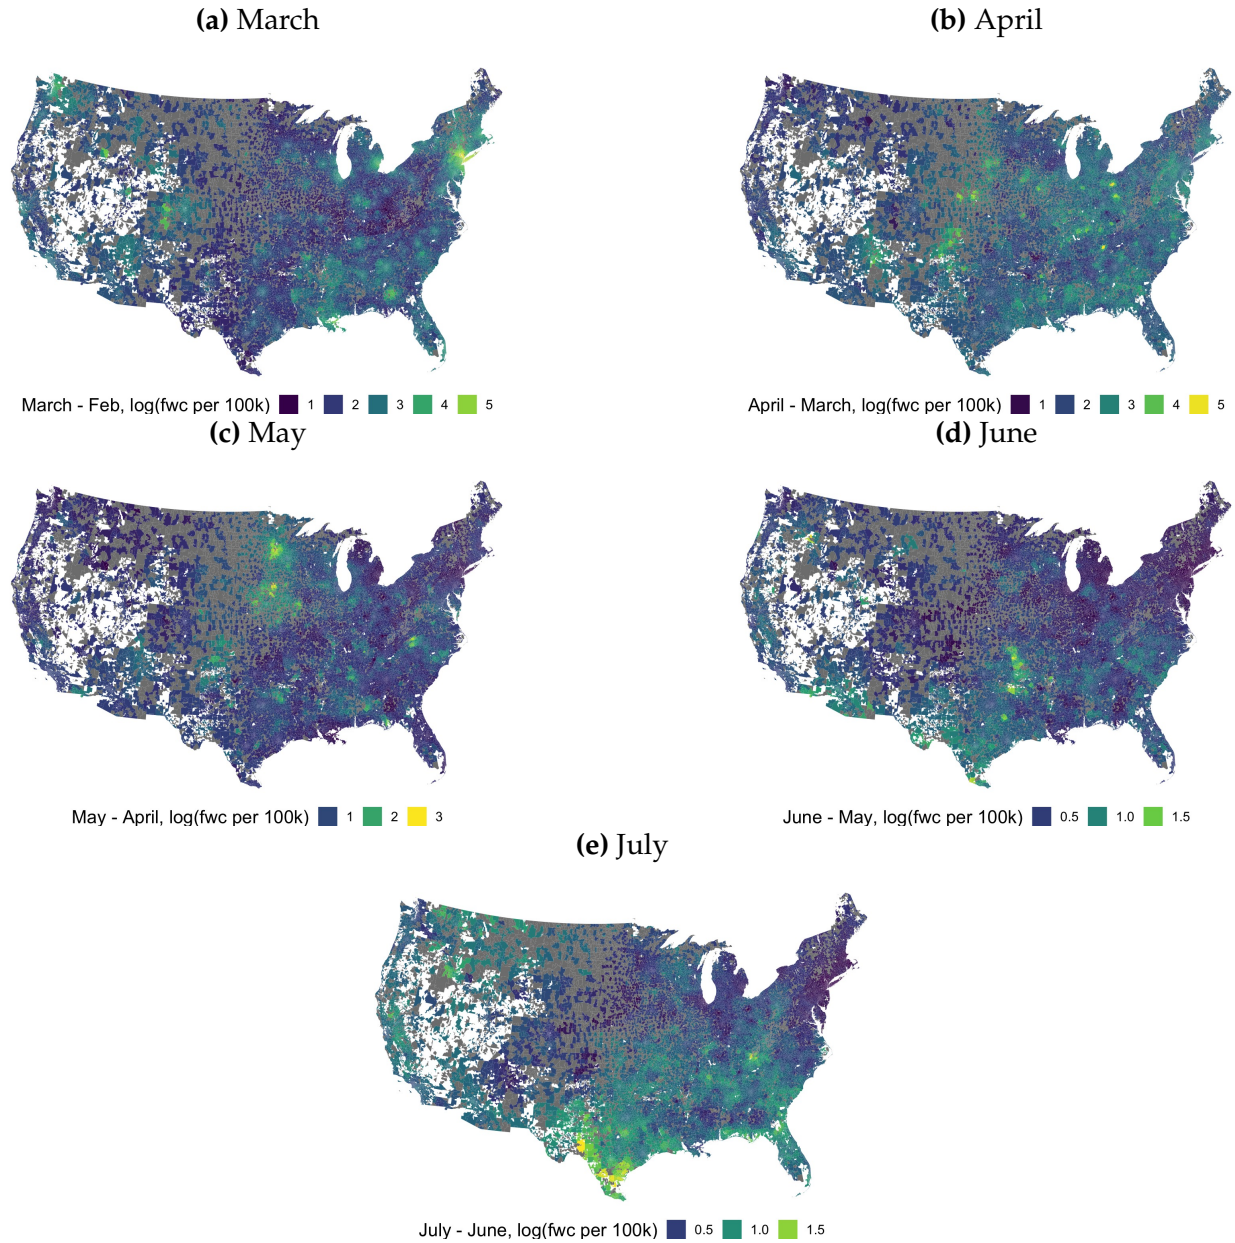 (a) March
(b) April
March - Feb, log(fwc per 100k) 1 2 3 4 5
April - March, log(fwc per 100k) 1 2 3 4 5
(c) May
(d) June
May - April, log(fwc per 100k) 1 2 3
June - May, log(fwc per 100k) 0.5 1.0 1.5
(e) July
July - June, log(fwc per 100k) 0.5 1.0 1.5